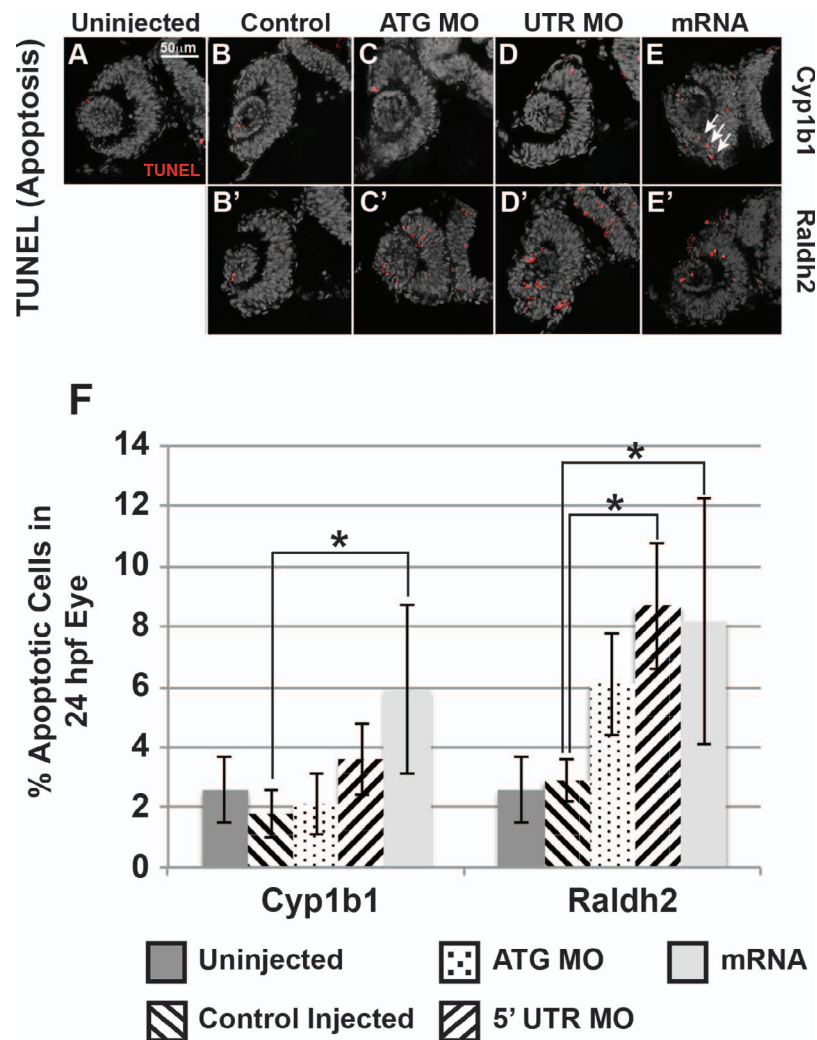 Uninjected Control ATG MO UTR MO mRNA
TUNEL (Apoptosis)
A 50µm B C D E
TUNEL
Cyp1b1
B' C' D' E'
Raldh2
F
% Apoptotic Cells in
24 hpf Eye
14
12
10
8
6
4
2
0
*
*
*
Cyp1b1 Raldh2
Uninjected ATG MO mRNA
Control Injected 5' UTR MO